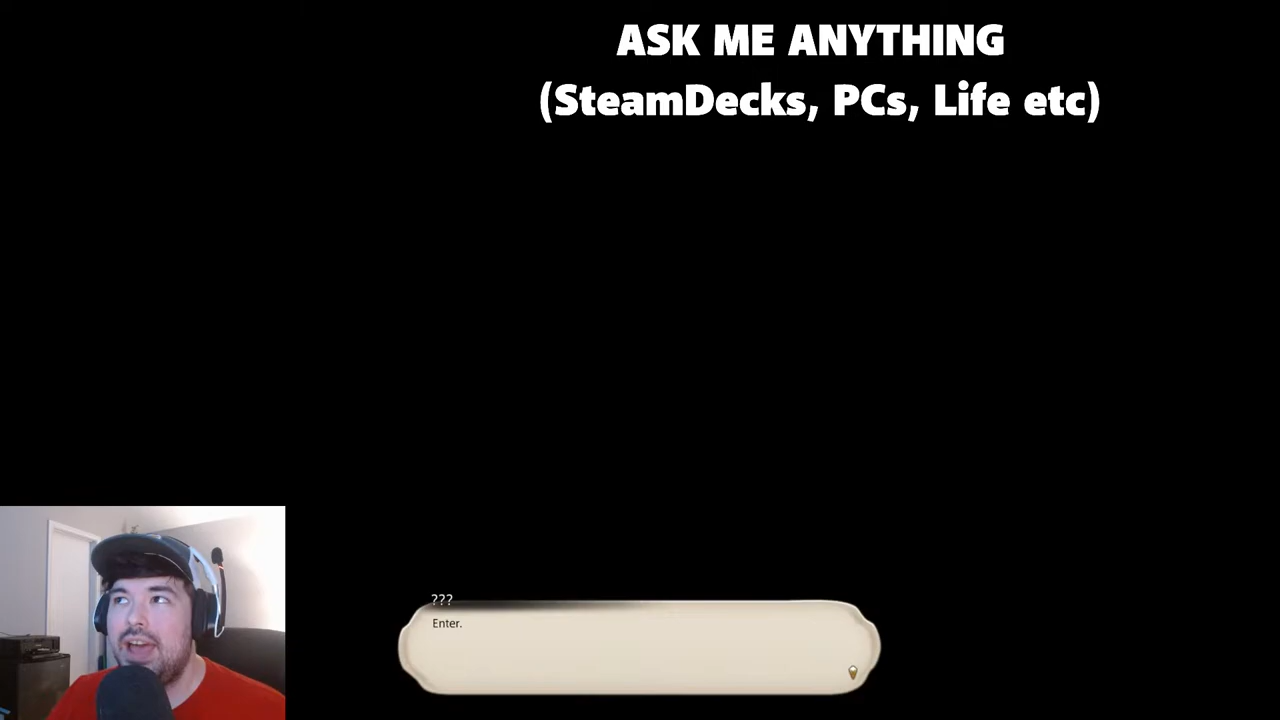 ASK ME ANYTHING
(SteamDecks, PCs, Life etc)
???
Enter.